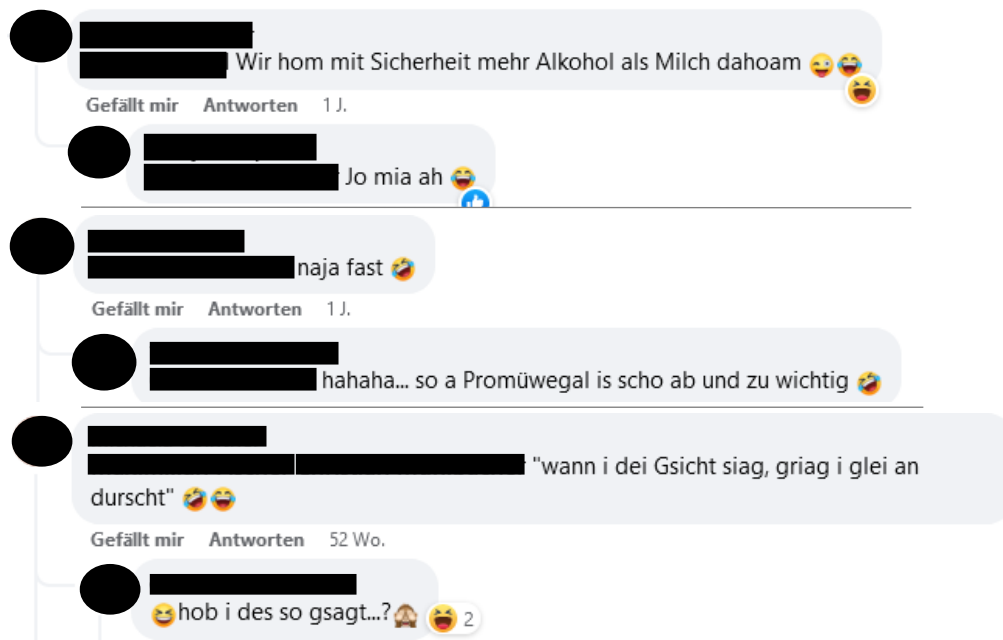 Wir hom mit Sicherheit mehr Alkohol als Milch dahoam 😜😂
Gefällt mir Antworten 1 J.
Jo mia ah 😂
naja fast 🤣
Gefällt mir Antworten 1 J.
hahaha... so a Promüwegal is scho ab und zu wichtig 🤣
"wann i dei Gsicht siag, griag i glei an
durscht" 🤣😂
Gefällt mir Antworten 52 Wo.
😆hob i des so gsagt...?🙈 2